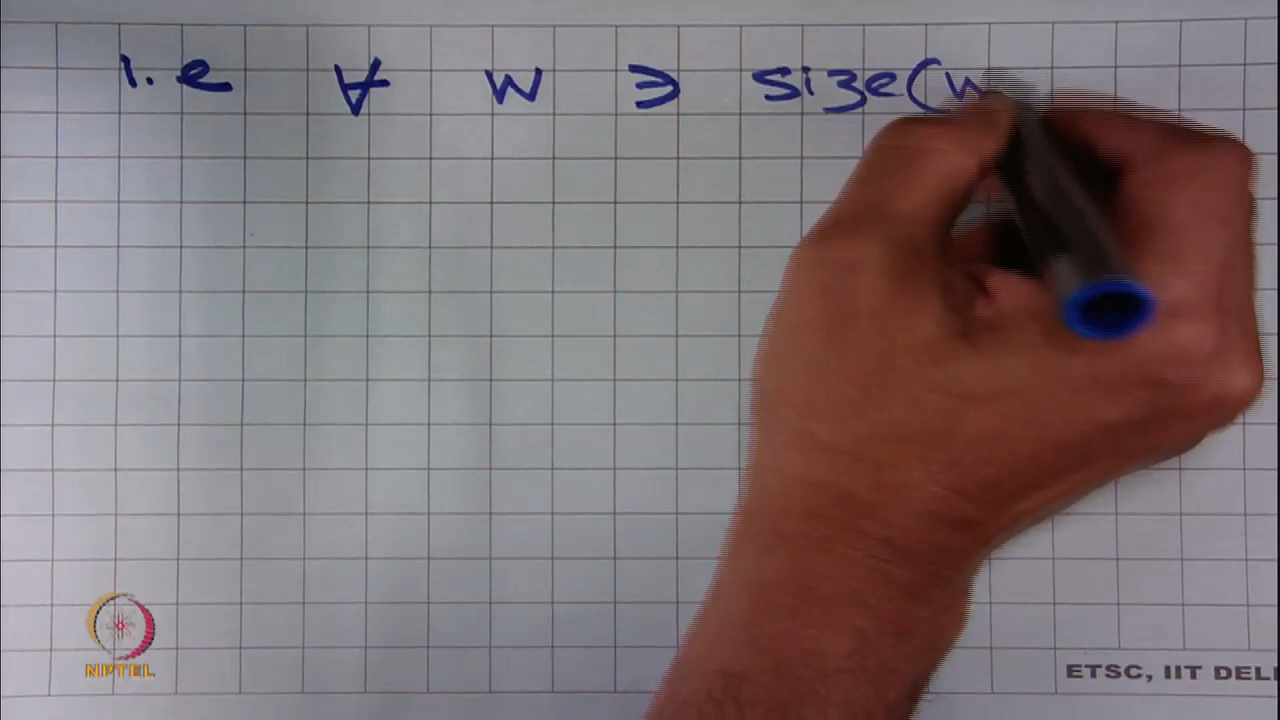 i.e ∀ w ∋ size(w
NPTEL
ETSC, IIT DEL